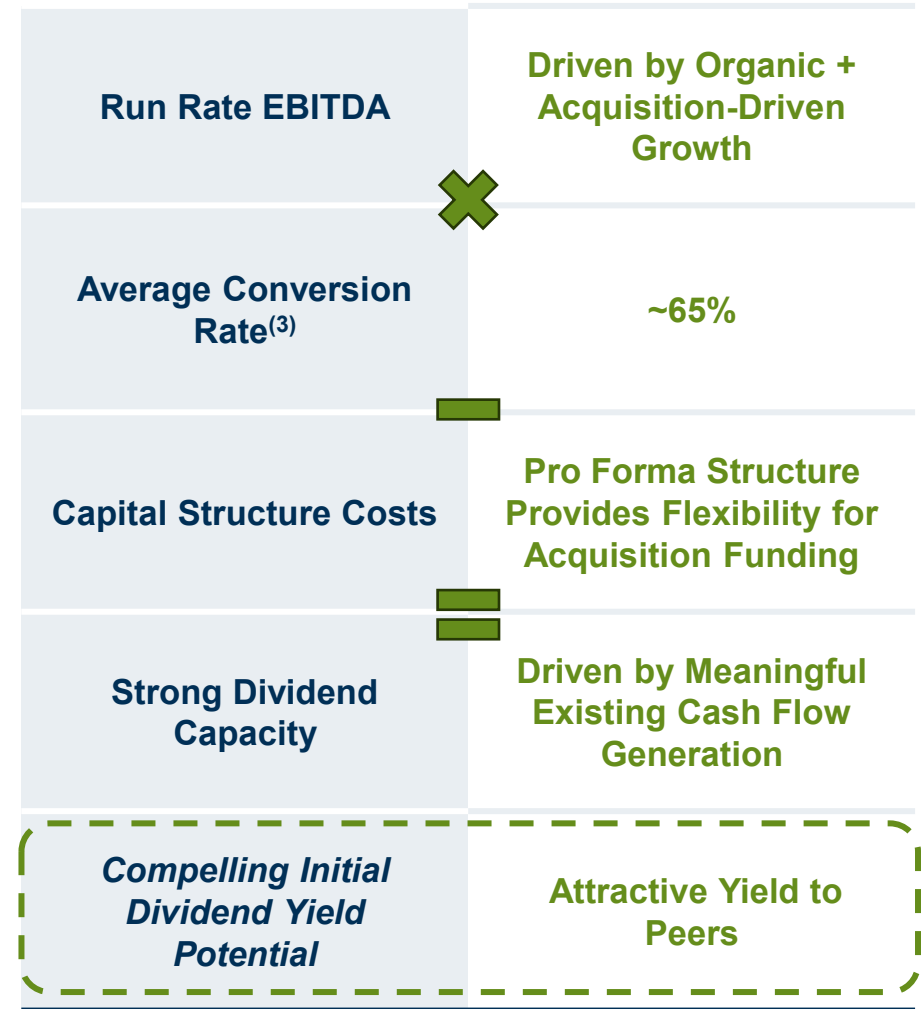 Run Rate EBITDA
Driven by Organic +
Acquisition-Driven
Growth
Average Conversion
Rate(3)
~65%
Capital Structure Costs
Pro Forma Structure
Provides Flexibility for
Acquisition Funding
Strong Dividend
Capacity
Driven by Meaningful
Existing Cash Flow
Generation
Compelling Initial
Dividend Yield
Potential
Attractive Yield to
Peers